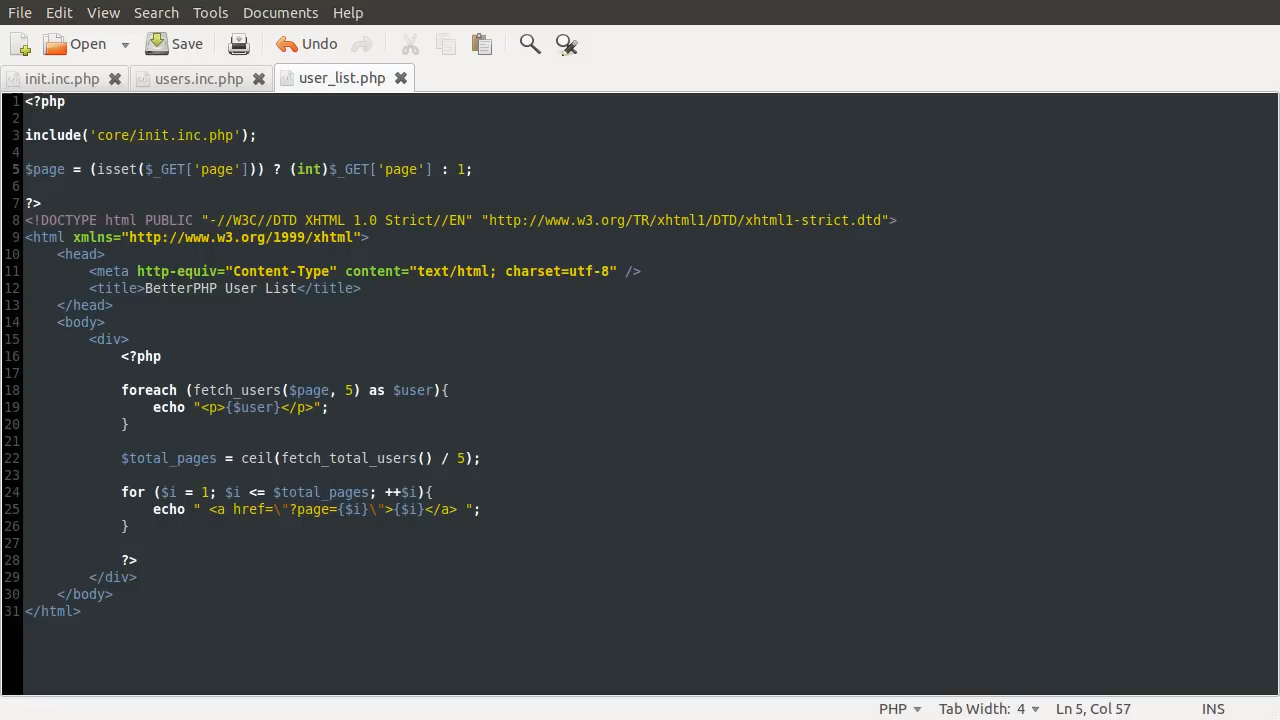 File Edit View Search Tools Documents Help
Open Save Undo
init.inc.php users.inc.php user_list.php
1 <?php
2
3 include('core/init.inc.php');
4
5 $page = (isset($_GET['page'])) ? (int)$_GET['page'] : 1;
6
7 ?>
8 <!DOCTYPE html PUBLIC "-//W3C//DTD XHTML 1.0 Strict//EN" "http://www.w3.org/TR/xhtml1/DTD/xhtml1-strict.dtd">
9 <html xmlns="http://www.w3.org/1999/xhtml">
10     <head>
11         <meta http-equiv="Content-Type" content="text/html; charset=utf-8" />
12         <title>BetterPHP User List</title>
13     </head>
14     <body>
15         <div>
16             <?php
17
18             foreach (fetch_users($page, 5) as $user){
19                 echo "<p>{$user}</p>";
20             }
21
22             $total_pages = ceil(fetch_total_users() / 5);
23
24             for ($i = 1; $i <= $total_pages; ++$i){
25                 echo " <a href=\"?page={$i}\">{$i}</a> ";
26             }
27
28             ?>
29         </div>
30     </body>
31 </html>
PHP Tab Width: 4 Ln 5, Col 57 INS